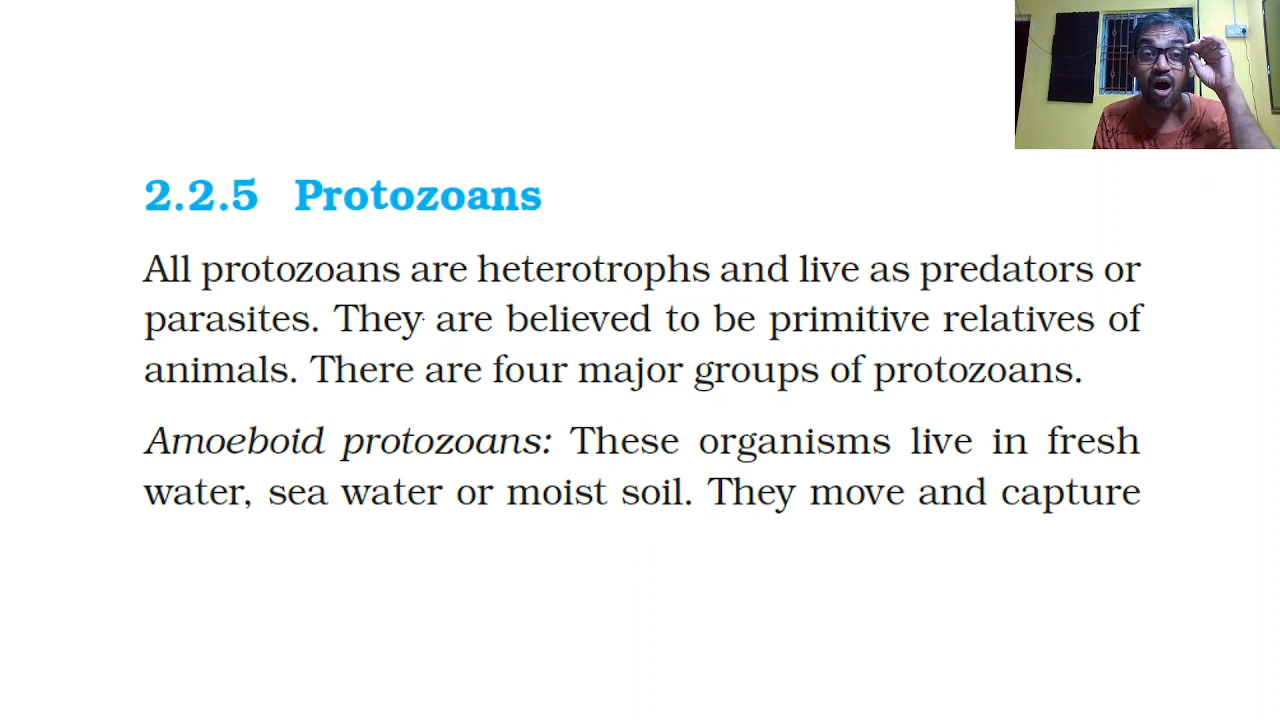 2.2.5 Protozoans
All protozoans are heterotrophs and live as predators or
parasites. They are believed to be primitive relatives of
animals. There are four major groups of protozoans.
Amoeboid protozoans: These organisms live in fresh
water, sea water or moist soil. They move and capture